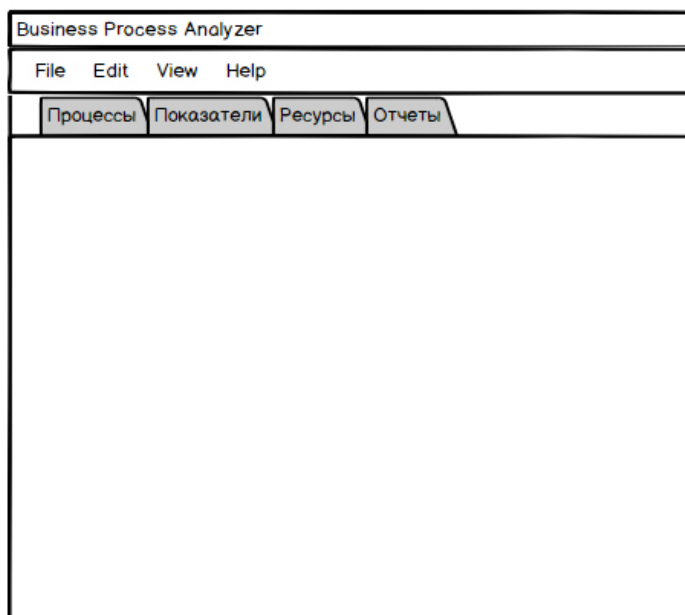 Business Process Analyzer
File Edit View Help
Процессы Показатели Ресурсы Отчеты